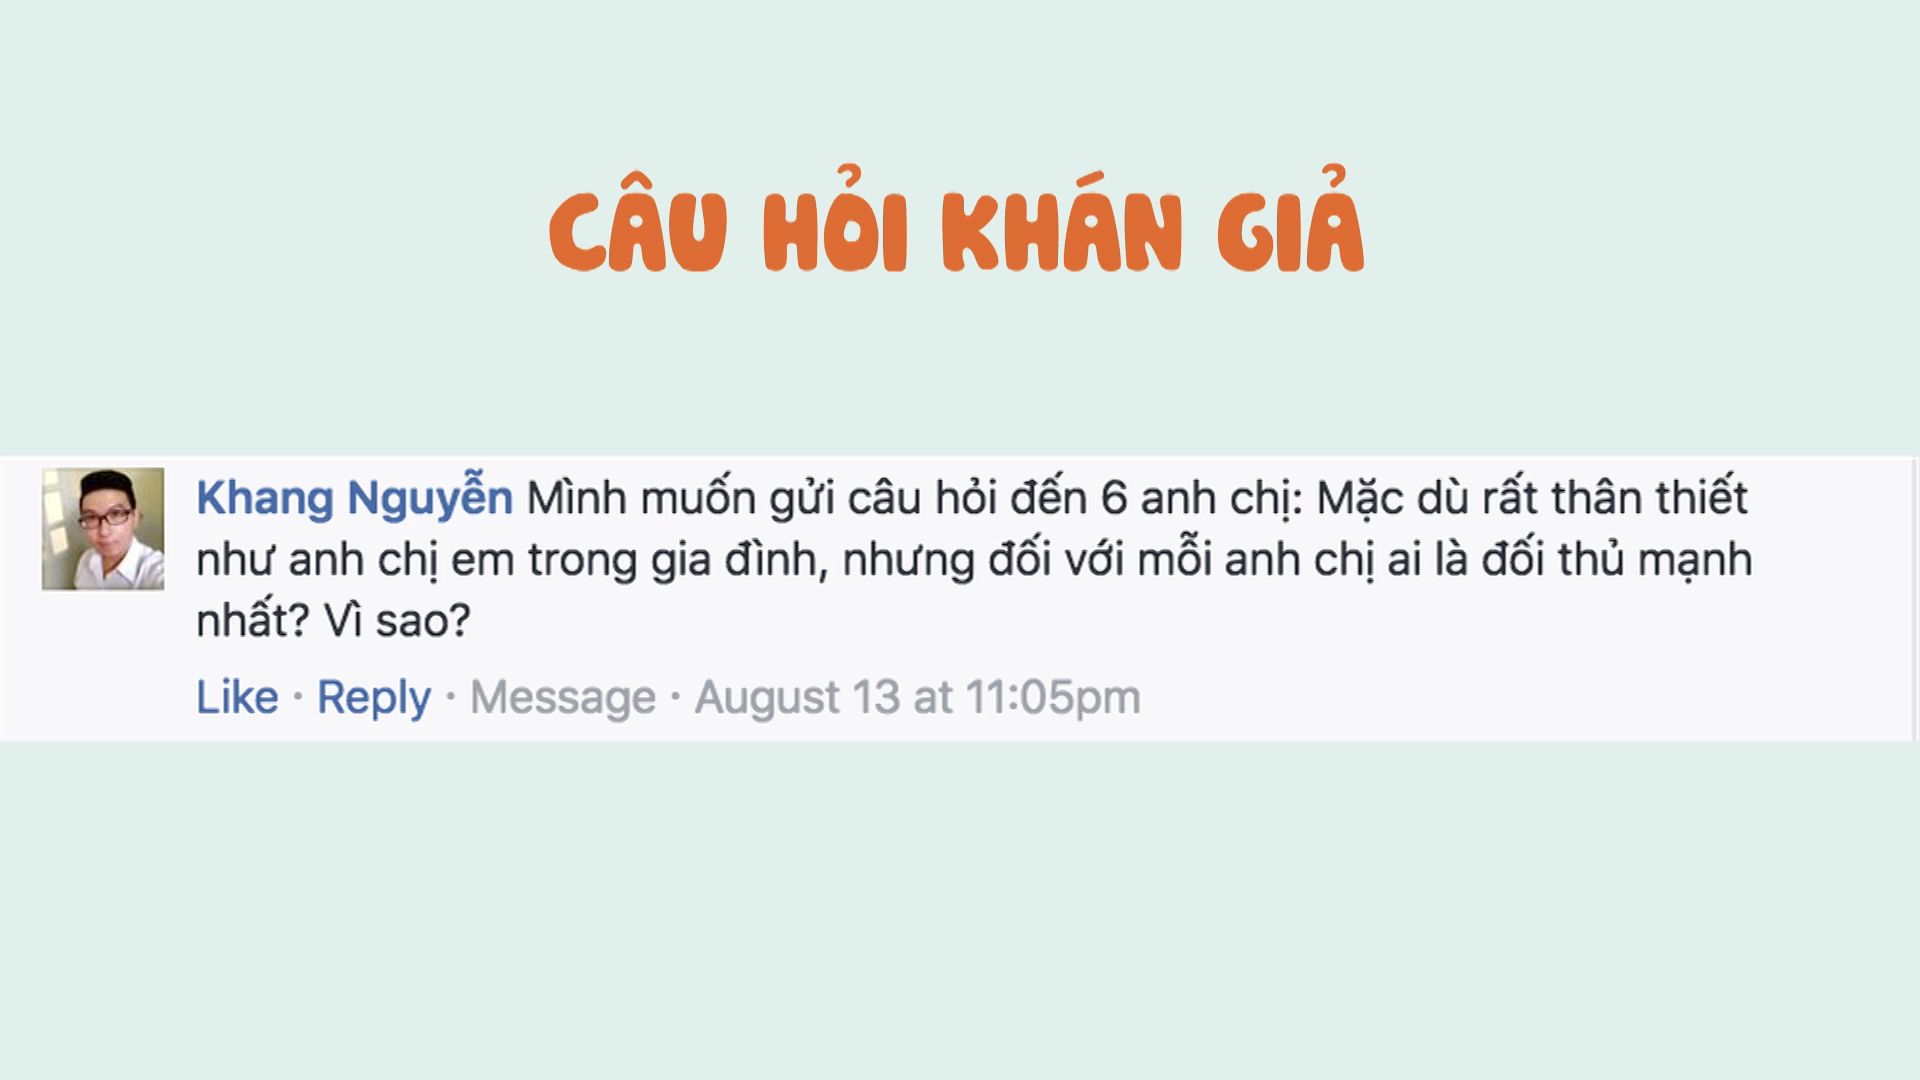 CÂU HỎI KHÁN GIẢ
Khang Nguyễn Mình muốn gửi câu hỏi đến 6 anh chị: Mặc dù rất thân thiết
như anh chị em trong gia đình, nhưng đối với mỗi anh chị ai là đối thủ mạnh
nhất? Vì sao?
Like · Reply · Message · August 13 at 11:05pm